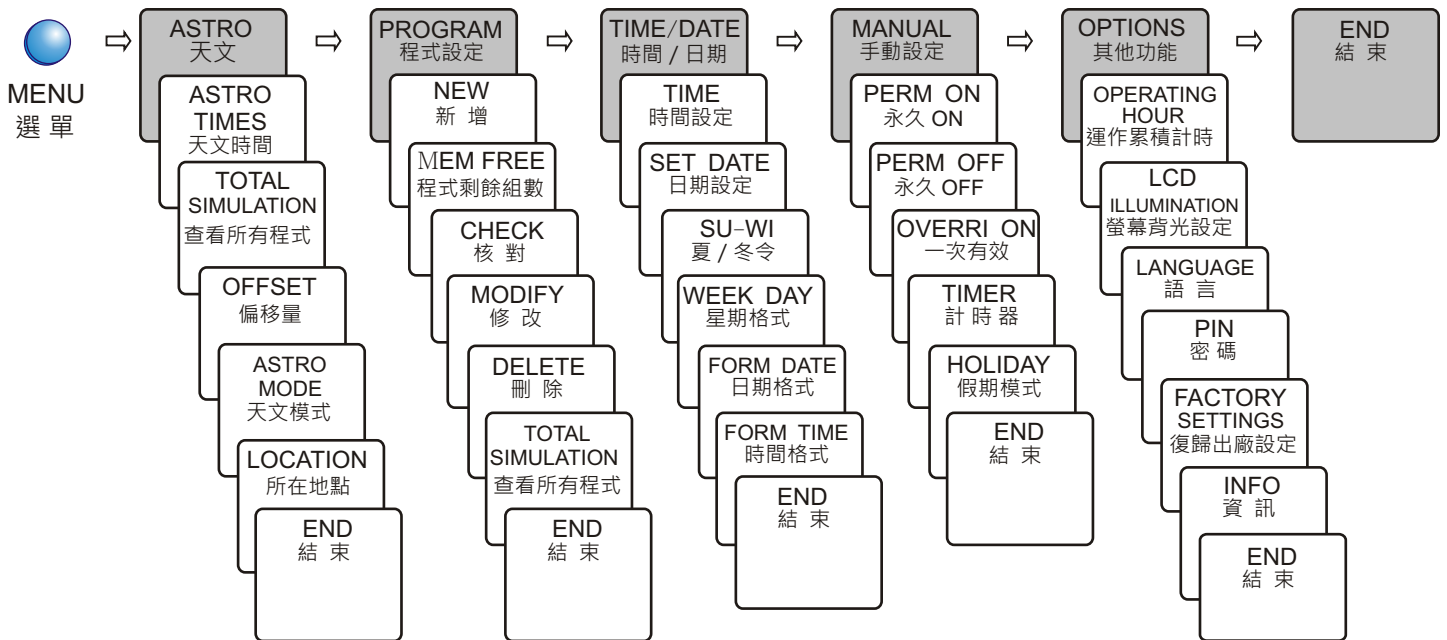 MENU
選 單
ASTRO
天文
ASTRO
TIMES
天文時間
TOTAL
SIMULATION
查看所有程式
OFFSET
偏移量
ASTRO
MODE
天文模式
LOCATION
所在地點
END
結 束
PROGRAM
程式設定
NEW
新 增
MEM FREE
程式剩餘組數
CHECK
核 對
MODIFY
修 改
DELETE
刪 除
TOTAL
SIMULATION
查看所有程式
END
結 束
TIME/DATE
時間 / 日期
TIME
時間設定
SET DATE
日期設定
SU-WI
夏 / 冬令
WEEK DAY
星期格式
FORM DATE
日期格式
FORM TIME
時間格式
END
結 束
MANUAL
手動設定
PERM ON
永久 ON
PERM OFF
永久 OFF
OVERRI ON
一次有效
TIMER
計 時 器
HOLIDAY
假期模式
END
結 束
OPTIONS
其他功能
OPERATING
HOUR
運作累積計時
LCD
ILLUMINATION
螢幕背光設定
LANGUAGE
語 言
PIN
密 碼
FACTORY
SETTINGS
復歸出廠設定
INFO
資 訊
END
結 束
END
結 束